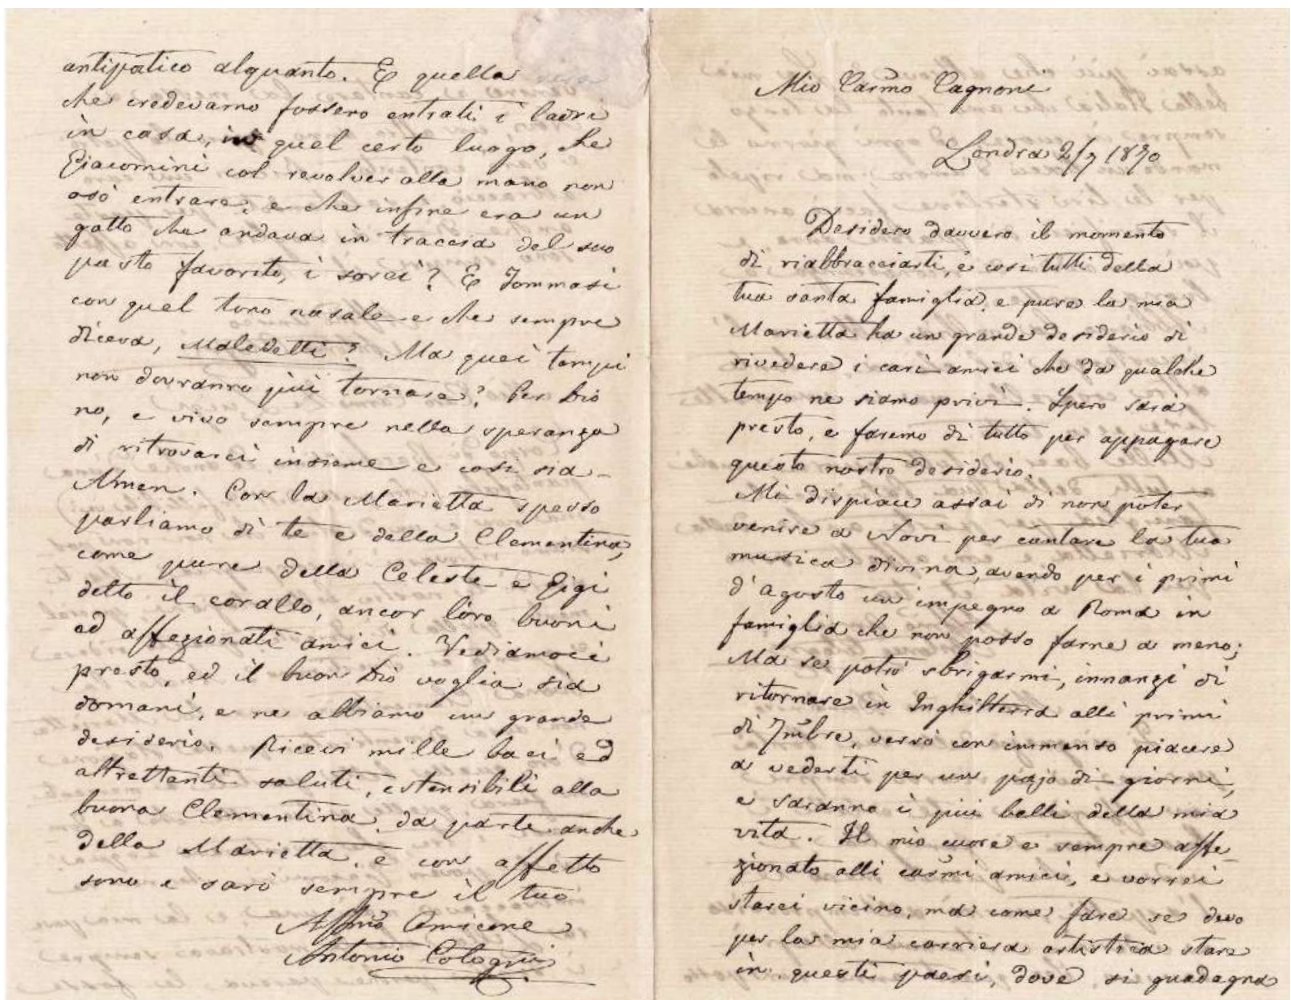 Mio Carmo Cagnoni
Londra 2/7 1870
Desidero davvero il momento
di riabbracciarti, e così tutti della
tua santa famiglia, e pure la mia
Marietta ha un grande desiderio di
rivedere i cari amici che da qualche
tempo ne siamo privi. Spero sarà
presto, e faremo di tutto per appagare
questo nostro desiderio.
Mi dispiace assai di non poter
venire a Novi per cantare la tua
musica divina, avendo per i primi
d'Agosto un impegno a Roma in
famiglia che non posso farne a meno;
Ma se potrò sbrigarmi, innanzi di
ritornare in Inghilterra alli primi
di 7mbre, verrò con immenso piacere
a vederti per un pajo di giorni,
e saranno i più belli della mia
vita. Il mio cuore è sempre affe
zionato alli carmi amici, e vorrei
starci vicino, ma come fare se devo
per la mia carriera artistica stare
in questi paesi, dove si guadagna
antipatico alquanto. E quella
che credevamo fossero entrati i ladri
in casa, in quel certo luogo, che
Giacomini col revolver alla mano non
osò entrare, e che infine era un
gatto che andava in traccia del suo
pasto favorito, i sorci? E Tommasi
con quel tono nasale e che sempre
diceva, Maledetti? Ma quei tempi
non dovranno più tornare? Per Dio
no, e vivo sempre nella speranza
di ritrovarci insieme e così sia-
Amen. Con la Marietta spesso
parliamo di te e della Clementina,
come pure della Celeste e Gigi
detto il corallo, ancor loro buoni
ed affezionati amici. Vediamoci
presto, ed il buon Dio voglia sia
domani, e ne abbiamo un grande
desiderio. Ricevi mille baci ed
altrettanti saluti, estensibili alla
buona Clementina, da parte anche
della Marietta, e con affetto
sono e sarò sempre il tuo
Affmo Amicone
Antonio Cotogni